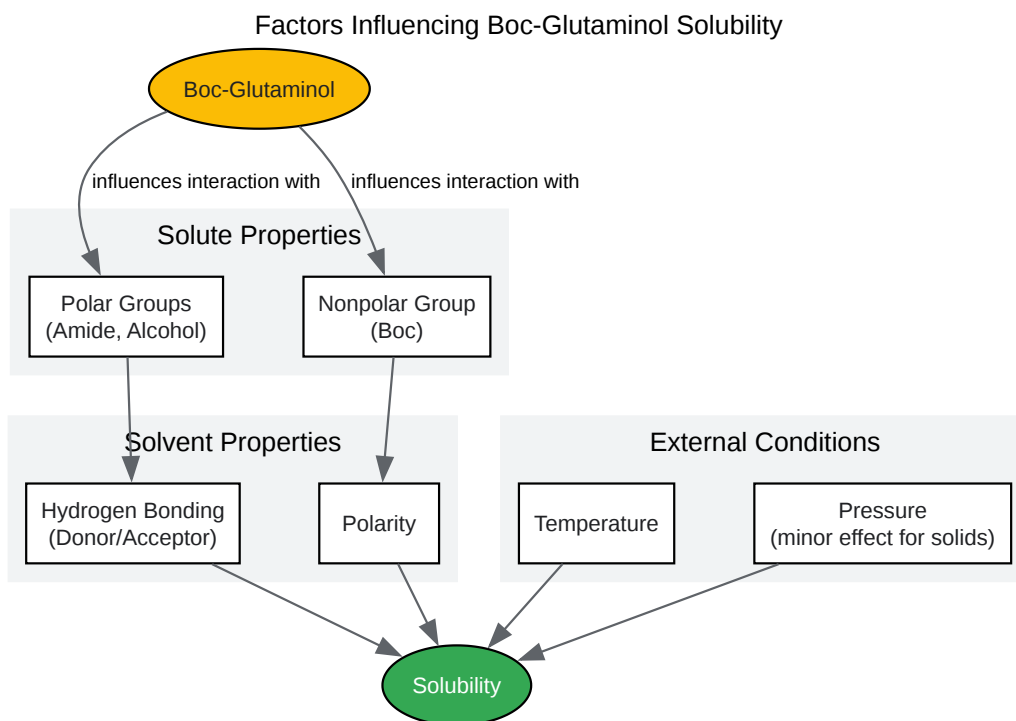 Factors Influencing Boc-Glutaminol Solubility
Boc-Glutaminol
influences interaction with
influences interaction with
Solute Properties
Polar Groups
(Amide, Alcohol)
Nonpolar Group
(Boc)
Solvent Properties
Hydrogen Bonding
(Donor/Acceptor)
Polarity
External Conditions
Temperature
Pressure
(minor effect for solids)
Solubility